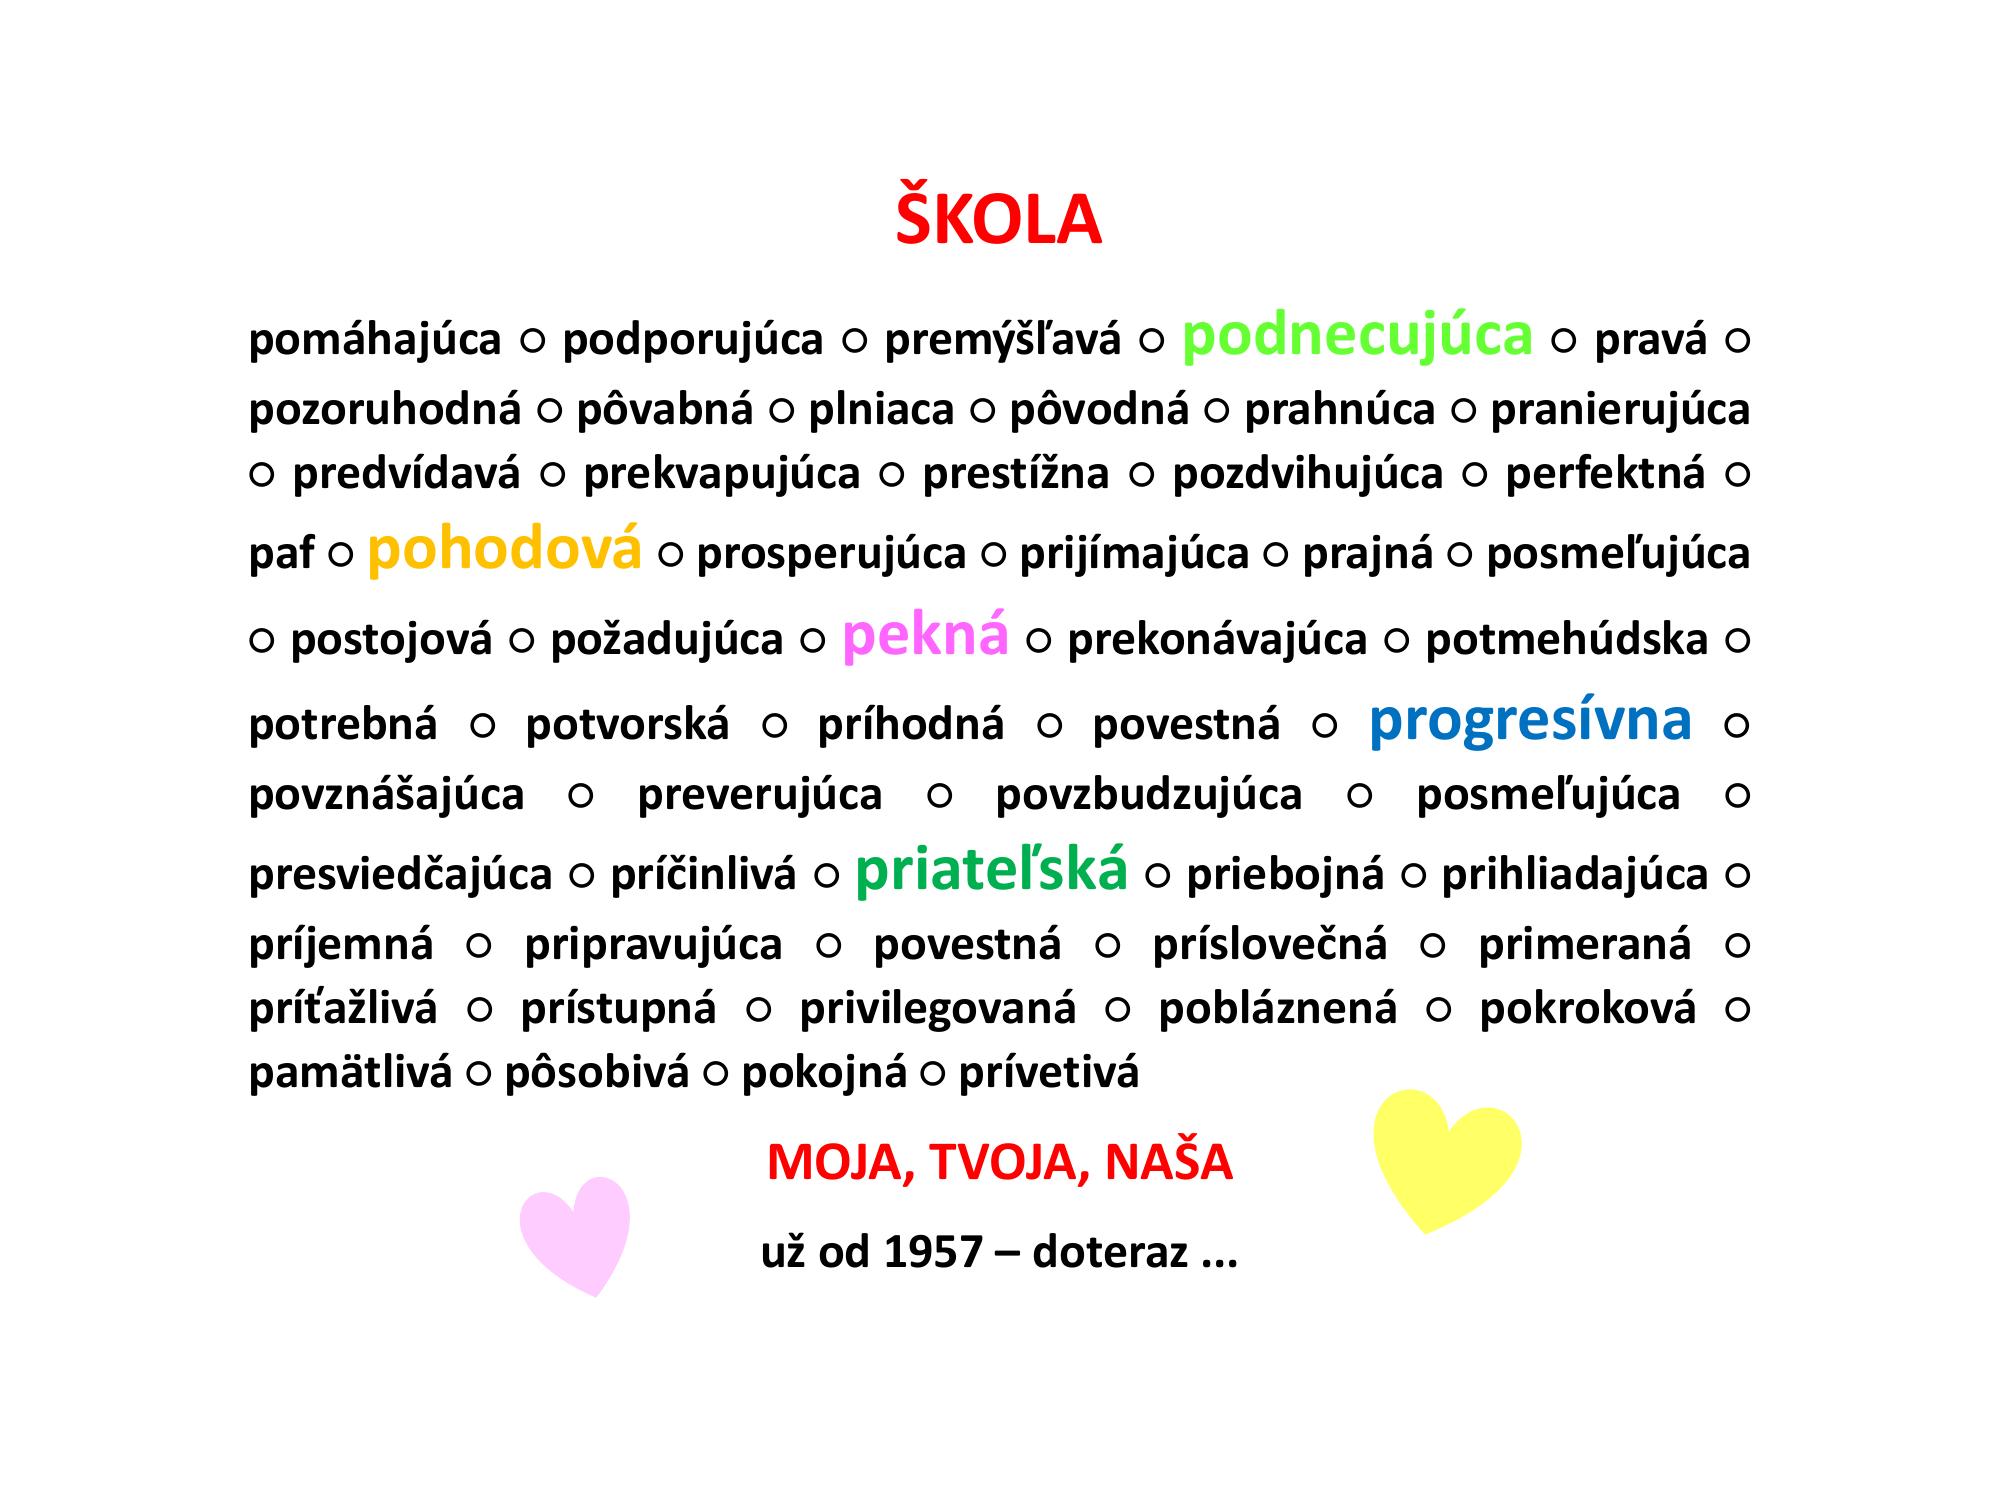 ŠKOLA
pomáhajúca ○ podporujúca ○ premýšľavá ○ podnecujúca ○ pravá ○
pozoruhodná ○ pôvabná ○ plniaca ○ pôvodná ○ prahnúca ○ pranierujúca
○ predvídavá ○ prekvapujúca ○ prestížna ○ pozdvihujúca ○ perfektná ○
paf ○ pohodová ○ prosperujúca ○ prijímajúca ○ prajná ○ posmeľujúca
○ postojová ○ požadujúca ○ pekná ○ prekonávajúca ○ potmehúdska ○
potrebná ○ potvorská ○ príhodná ○ povestná ○ progresívna ○
povznášajúca ○ preverujúca ○ povzbudzujúca ○ posmeľujúca ○
presviedčajúca ○ príčinlivá ○ priateľská ○ priebojná ○ prihliadajúca ○
príjemná ○ pripravujúca ○ povestná ○ príslovečná ○ primeraná ○
príťažlivá ○ prístupná ○ privilegovaná ○ pobláznená ○ pokroková ○
pamätlivá ○ pôsobivá ○ pokojná ○ prívetivá
MOJA, TVOJA, NAŠA
už od 1957 – doteraz ...